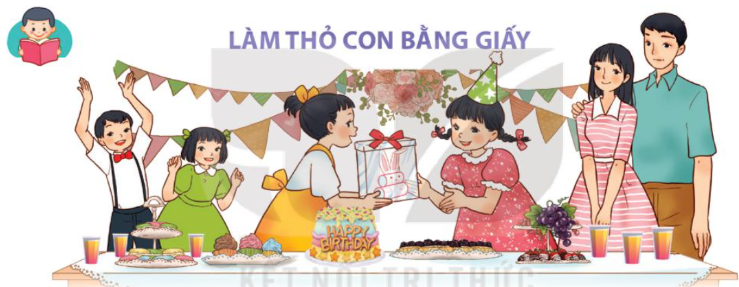 LÀM THỎ CON BẰNG GIẤY
HAPPY
BIRTHDAY
KẾT NỐI TRI THỨC